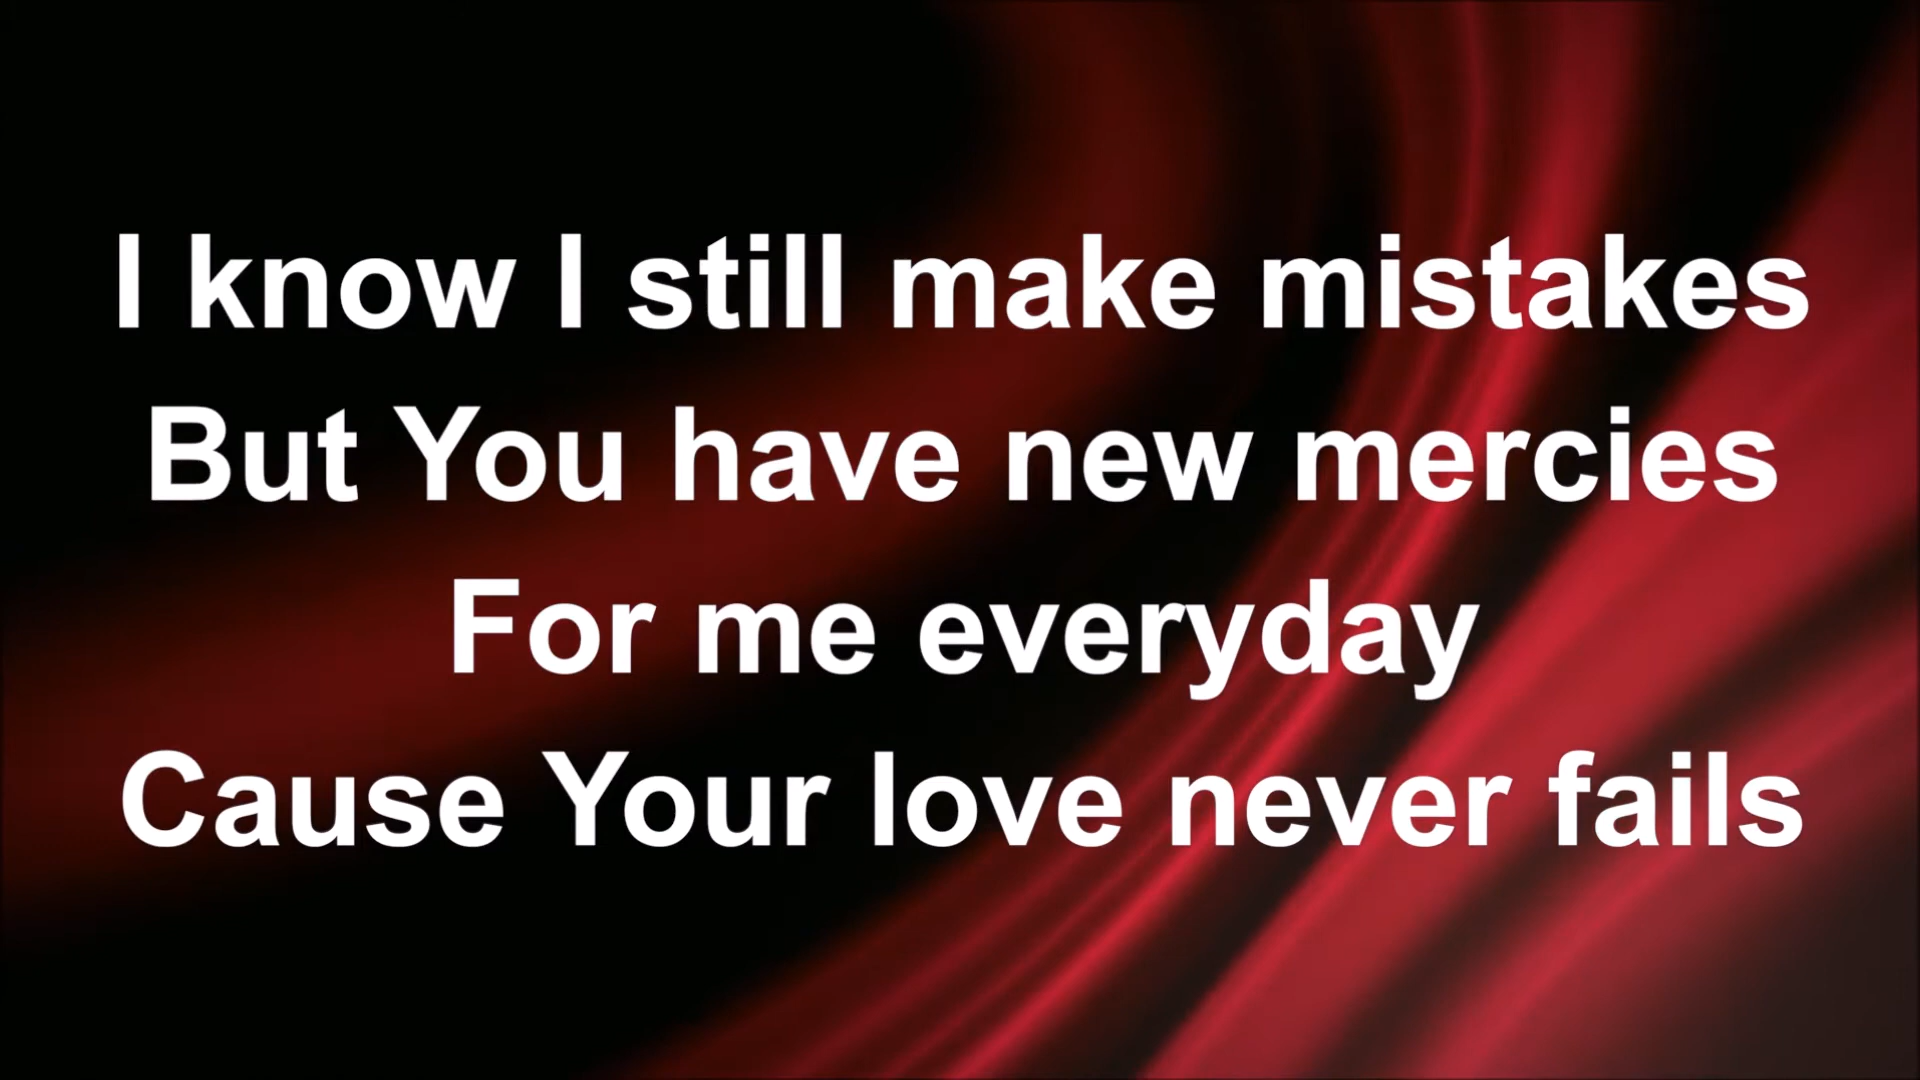 I know I still make mistakes
But You have new mercies
For me everyday
Cause Your love never fails